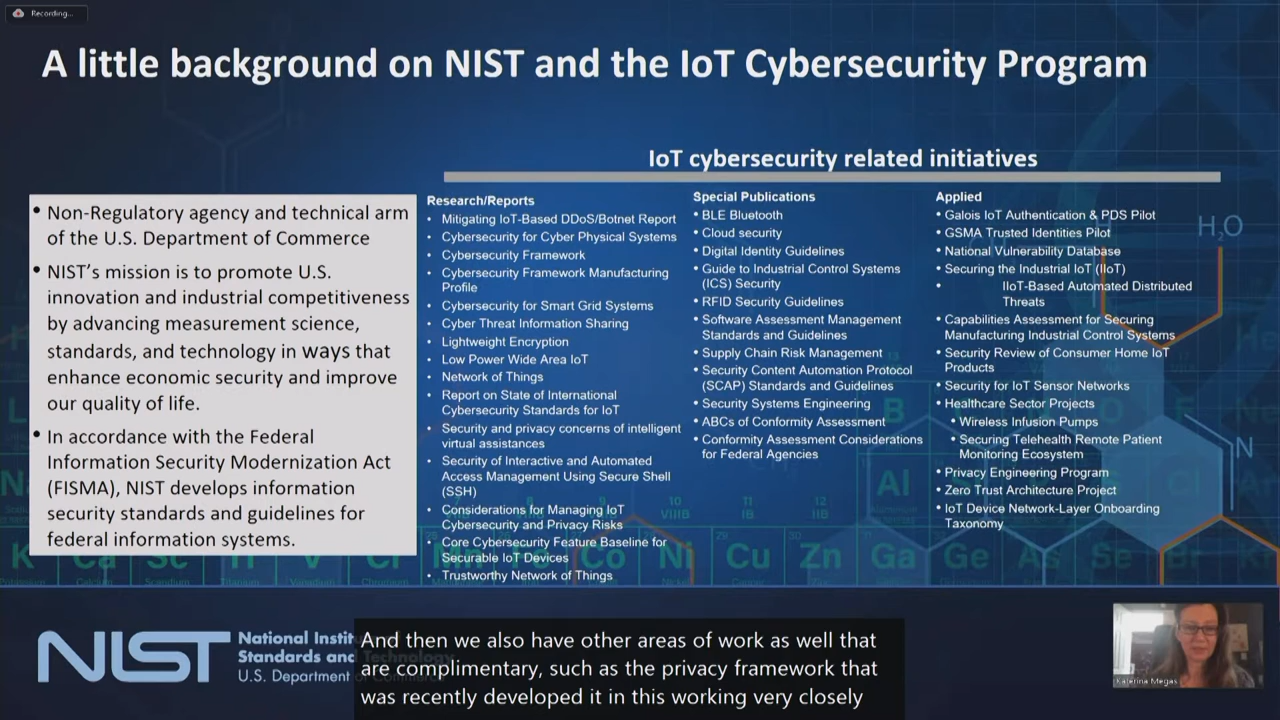 Recording...
A little background on NIST and the IoT Cybersecurity Program
IoT cybersecurity related initiatives
• Non-Regulatory agency and technical arm
of the U.S. Department of Commerce
• NIST's mission is to promote U.S.
innovation and industrial competitiveness
by advancing measurement science,
standards, and technology in ways that
enhance economic security and improve
our quality of life.
• In accordance with the Federal
Information Security Modernization Act
(FISMA), NIST develops information
security standards and guidelines for
federal information systems.
Research/Reports
• Mitigating IoT-Based DDoS/Botnet Report
• Cybersecurity for Cyber Physical Systems
• Cybersecurity Framework
• Cybersecurity Framework Manufacturing
Profile
• Cybersecurity for Smart Grid Systems
• Cyber Threat Information Sharing
• Lightweight Encryption
• Low Power Wide Area IoT
• Network of Things
• Report on State of International
Cybersecurity Standards for IoT
• Security and privacy concerns of intelligent
virtual assistances
• Security of Interactive and Automated
Access Management Using Secure Shell
(SSH)
• Considerations for Managing IoT
Cybersecurity and Privacy Risks
• Core Cybersecurity Feature Baseline for
Securable IoT Devices
• Trustworthy Network of Things
Special Publications
• BLE Bluetooth
• Cloud security
• Digital Identity Guidelines
• Guide to Industrial Control Systems
(ICS) Security
• RFID Security Guidelines
• Software Assessment Management
Standards and Guidelines
• Supply Chain Risk Management
• Security Content Automation Protocol
(SCAP) Standards and Guidelines
• Security Systems Engineering
• ABCs of Conformity Assessment
• Conformity Assessment Considerations
for Federal Agencies
Applied
• Galois IoT Authentication & PDS Pilot
• GSMA Trusted Identities Pilot
• National Vulnerability Database
• Securing the Industrial IoT (IIoT)
• IIoT-Based Automated Distributed
Threats
• Capabilities Assessment for Securing
Manufacturing Industrial Control Systems
• Security Review of Consumer Home IoT
Products
• Security for IoT Sensor Networks
• Healthcare Sector Projects
• Wireless Infusion Pumps
• Securing Telehealth Remote Patient
Monitoring Ecosystem
• Privacy Engineering Program
• Zero Trust Architecture Project
• IoT Device Network-Layer Onboarding
Taxonomy
H₂O
N
B
Al
K Ca Sc Ni Cu Zn Ga Ge As Se
NIST
National Instit
Standards and Technology
U.S. Department of
And then we also have other areas of work as well that
are complimentary, such as the privacy framework that
was recently developed it in this working very closely
Katerina Megas